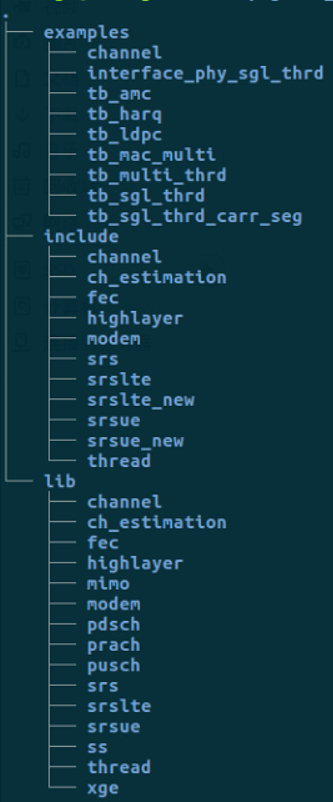 .
examples
channel
interface_phy_sgl_thrd
tb_amc
tb_harq
tb_ldpc
tb_mac_multi
tb_multi_thrd
tb_sgl_thrd
tb_sgl_thrd_carr_seg
include
channel
ch_estimation
fec
highlayer
modem
srs
srslte
srslte_new
srsue
srsue_new
thread
lib
channel
ch_estimation
fec
highlayer
mimo
modem
pdsch
prach
pusch
srs
srslte
srsue
ss
thread
xge